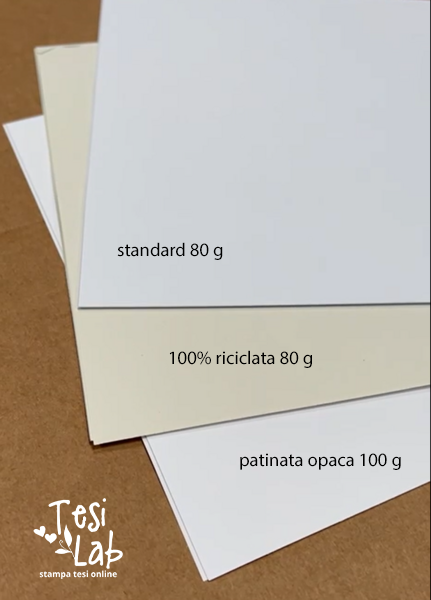 standard 80 g
100% riciclata 80 g
patinata opaca 100 g
Tesi
Lab
stampa tesi online